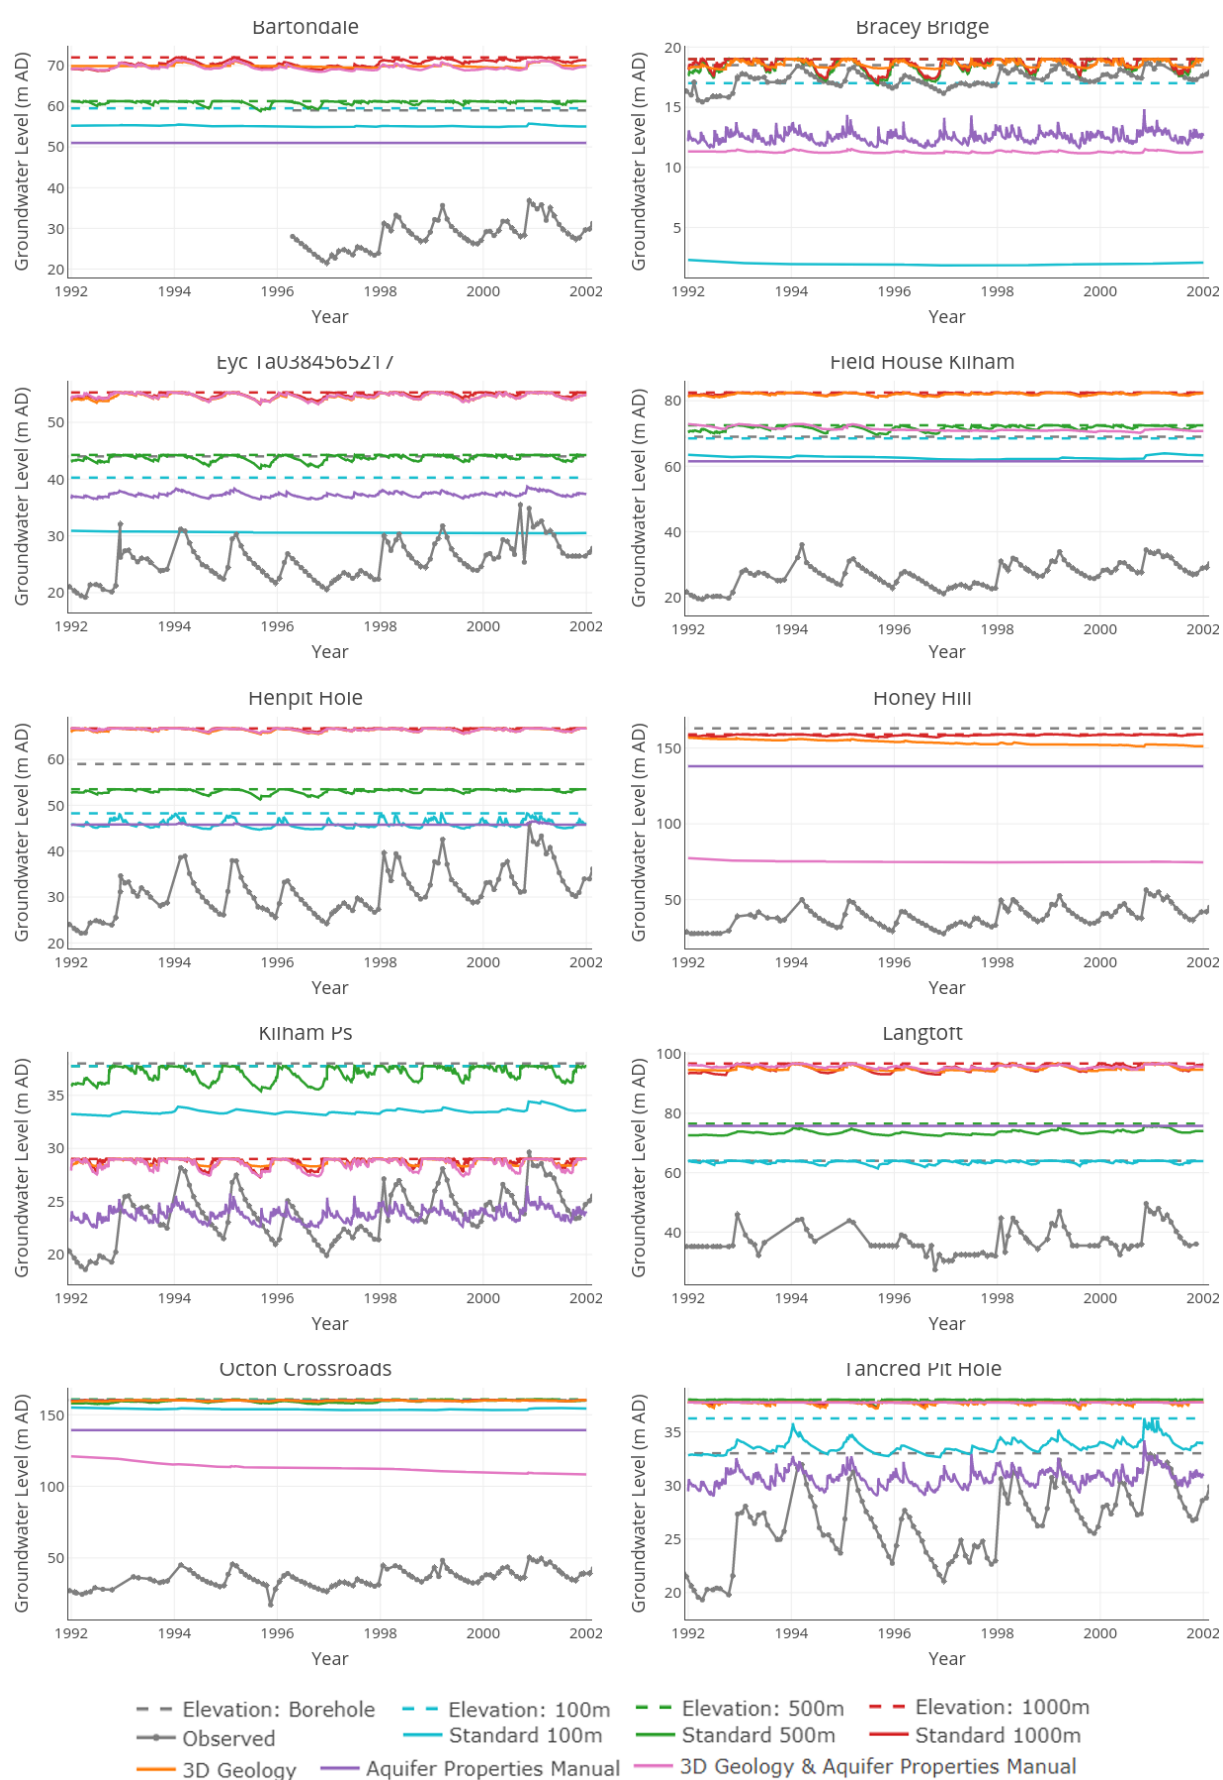 Bartondale
Bracey Bridge
Groundwater Level (m AD)
70
60
50
40
30
20
1992
1994
1996
1998
2000
2002
Year
Groundwater Level (m AD)
20
15
10
5
1992
1994
1996
1998
2000
2002
Year
Eyc Ta0384565217
Field House Kilham
Groundwater Level (m AD)
50
40
30
20
1992
1994
1996
1998
2000
2002
Year
Groundwater Level (m AD)
80
60
40
20
1992
1994
1996
1998
2000
2002
Year
Henpit Hole
Honey Hill
Groundwater Level (m AD)
60
50
40
30
20
1992
1994
1996
1998
2000
2002
Year
Groundwater Level (m AD)
150
100
50
1992
1994
1996
1998
2000
2002
Year
Kilham Ps
Langtoft
Groundwater Level (m AD)
35
30
25
20
1992
1994
1996
1998
2000
2002
Year
Groundwater Level (m AD)
100
80
60
40
1992
1994
1996
1998
2000
2002
Year
Octon Crossroads
Tancred Pit Hole
Groundwater Level (m AD)
150
100
50
1992
1994
1996
1998
2000
2002
Year
Groundwater Level (m AD)
35
30
25
20
1992
1994
1996
1998
2000
2002
Year
Elevation: Borehole
Elevation: 100m
Elevation: 500m
Elevation: 1000m
Observed
Standard 100m
Standard 500m
Standard 1000m
3D Geology
Aquifer Properties Manual
3D Geology & Aquifer Properties Manual